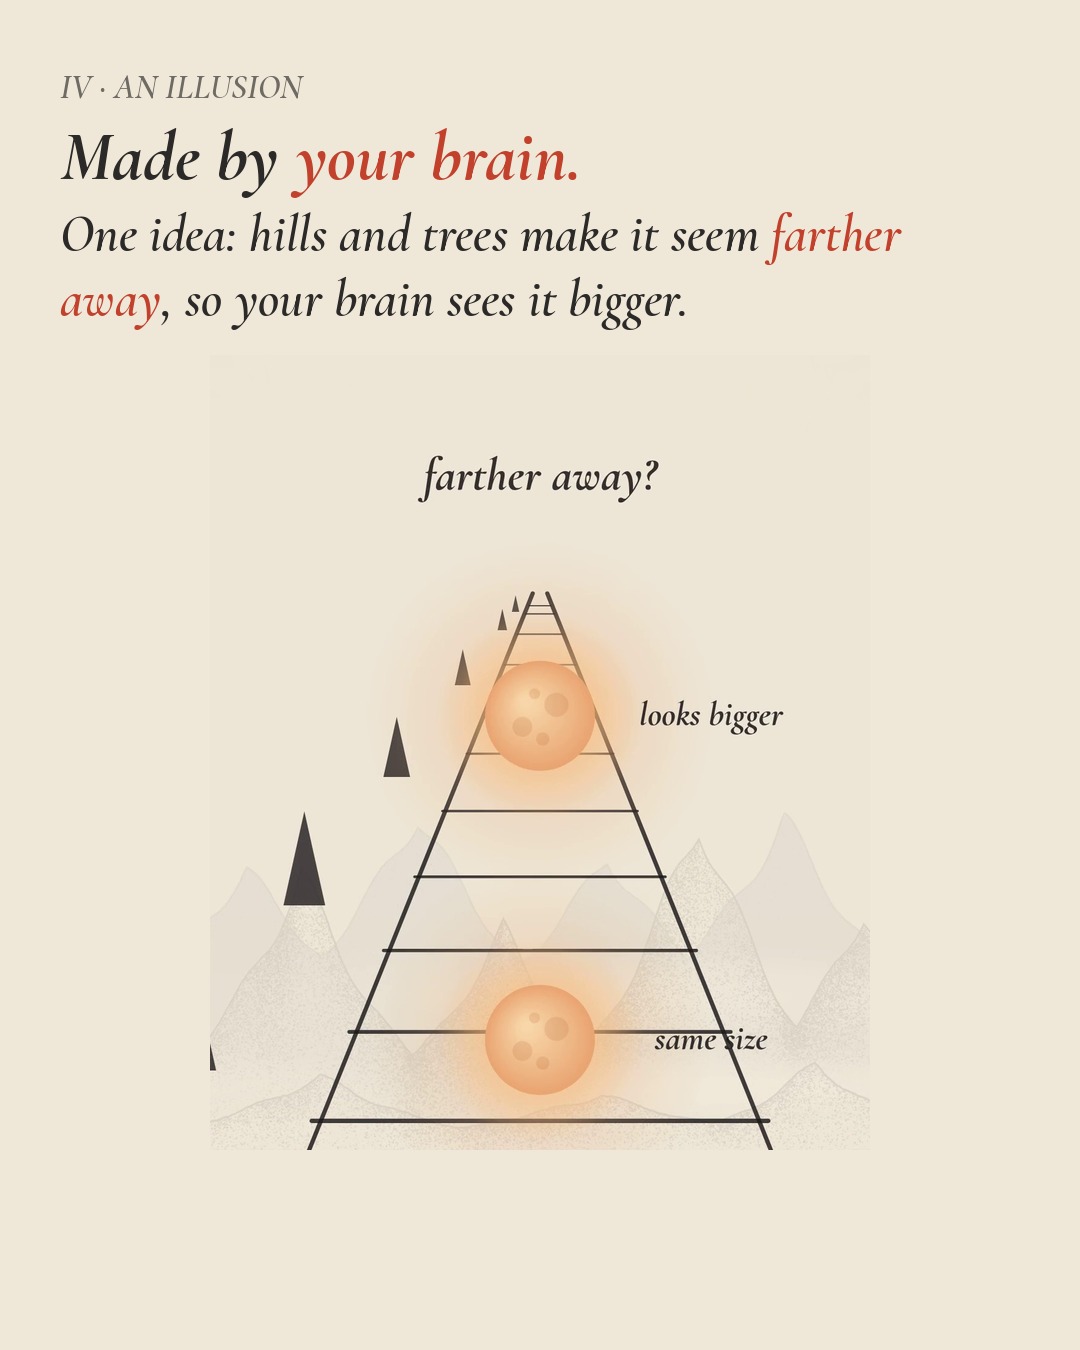 IV · AN ILLUSION
Made by your brain.
One idea: hills and trees make it seem farther
away, so your brain sees it bigger.
farther away?
looks bigger
same size